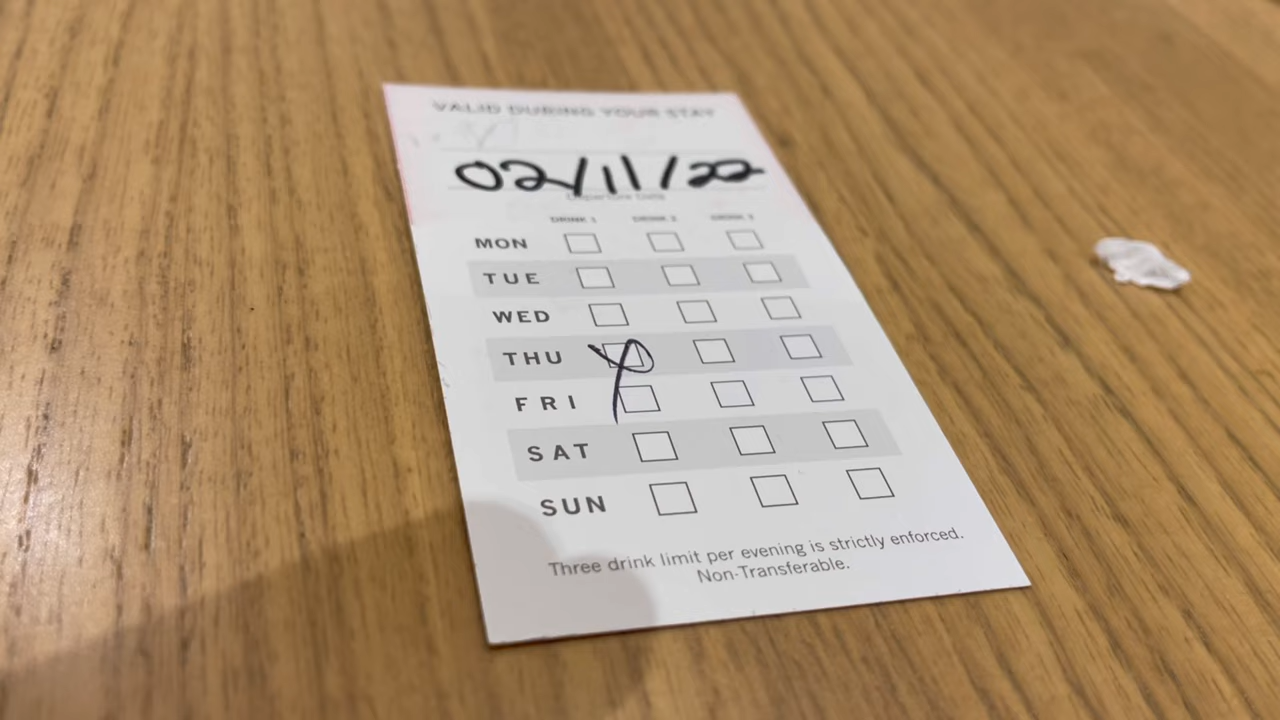 VALID DURING YOUR STAY
02/11/22
Departure Date
DRINK 1 DRINK 2 DRINK 3
MON
TUE
WED
THU
FRI
SAT
SUN
Three drink limit per evening is strictly enforced.
Non-Transferable.